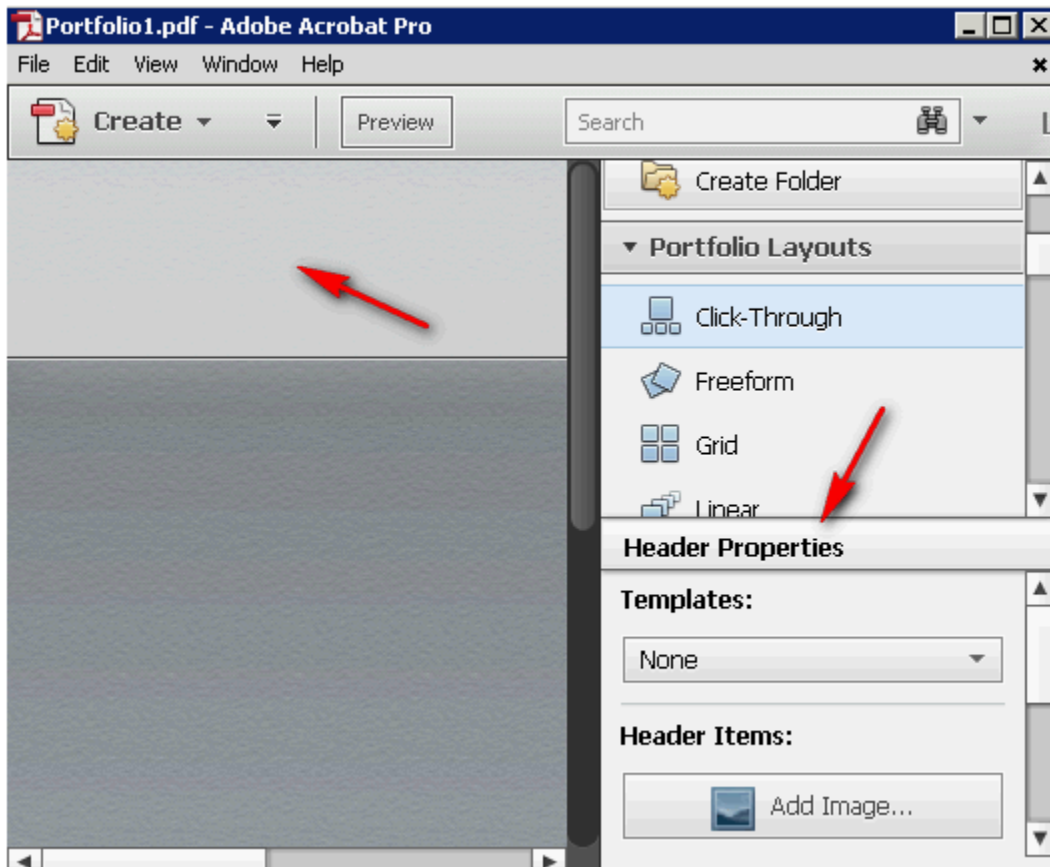 Portfolio1.pdf - Adobe Acrobat Pro
File Edit View Window Help
Create Preview Search
Create Folder
Portfolio Layouts
Click-Through
Freeform
Grid
Linear
Header Properties
Templates:
None
Header Items:
Add Image...